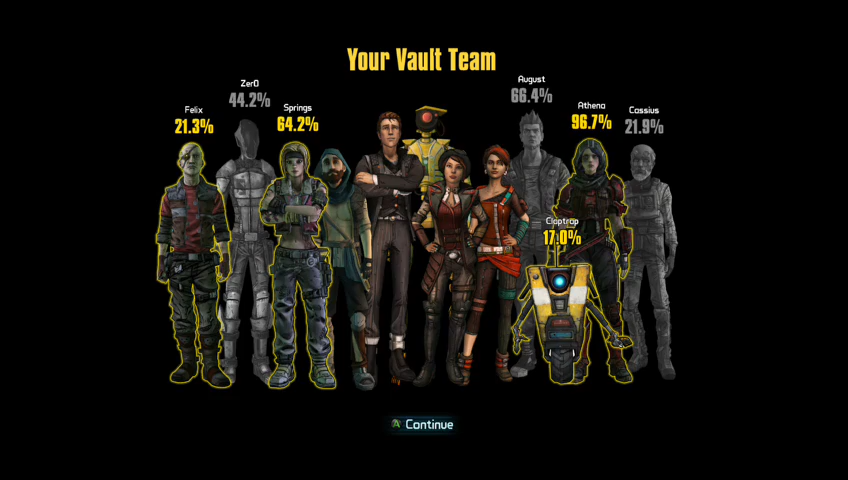 Your Vault Team
Zer0
44.2%
August
66.4%
Felix
21.3%
Springs
64.2%
Athena
96.7%
Cassius
21.9%
Claptrap
17.0%
A Continue